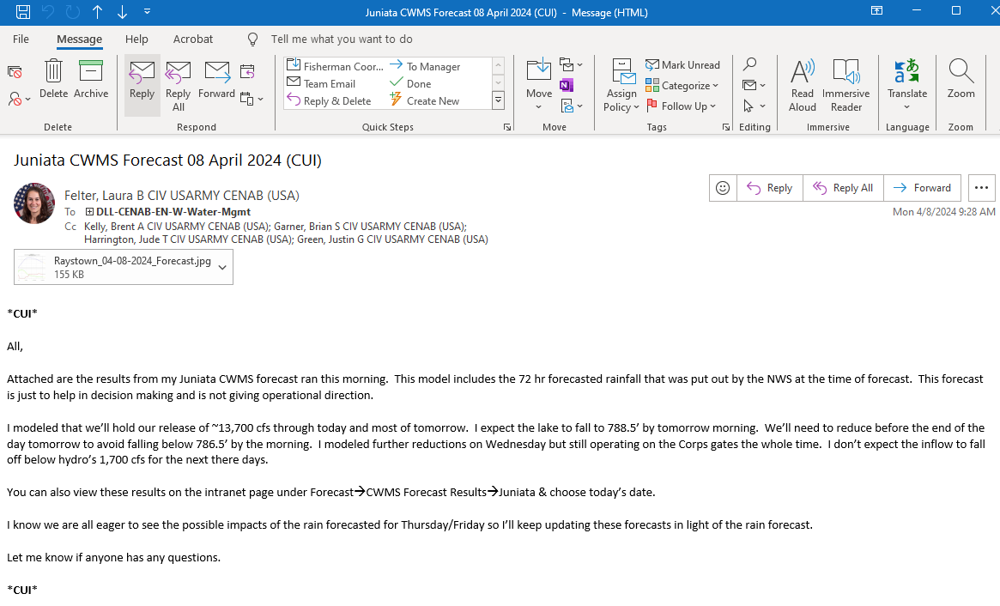 Juniata CWMS Forecast 08 April 2024 (CUI) - Message (HTML)
File Message Help Acrobat Tell me what you want to do
Delete Archive
Reply Reply All Forward
Fisherman Coor... To Manager
Team Email Done
Reply & Delete Create New
Move
Assign Policy
Mark Unread
Categorize
Follow Up
Read Aloud Immersive Reader
Translate
Zoom
Delete Respond Quick Steps Move Tags Editing Immersive Language Zoom
Juniata CWMS Forecast 08 April 2024 (CUI)
Felter, Laura B CIV USARMY CENAB (USA)
Reply Reply All Forward
To DLL-CENAB-EN-W-Water-Mgmt
Mon 4/8/2024 9:28 AM
Cc Kelly, Brent A CIV USARMY CENAB (USA); Garner, Brian S CIV USARMY CENAB (USA);
Harrington, Jude T CIV USARMY CENAB (USA); Green, Justin G CIV USARMY CENAB (USA)
Raystown_04-08-2024_Forecast.jpg
155 KB
*CUI*
All,
Attached are the results from my Juniata CWMS forecast ran this morning.  This model includes the 72 hr forecasted rainfall that was put out by the NWS at the time of forecast.  This forecast
is just to help in decision making and is not giving operational direction.
I modeled that we’ll hold our release of ~13,700 cfs through today and most of tomorrow.  I expect the lake to fall to 788.5’ by tomorrow morning.  We’ll need to reduce before the end of the
day tomorrow to avoid falling below 786.5’ by the morning.  I modeled further reductions on Wednesday but still operating on the Corps gates the whole time.  I don’t expect the inflow to fall
off below hydro’s 1,700 cfs for the next there days.
You can also view these results on the intranet page under Forecast→CWMS Forecast Results→Juniata & choose today’s date.
I know we are all eager to see the possible impacts of the rain forecasted for Thursday/Friday so I’ll keep updating these forecasts in light of the rain forecast.
Let me know if anyone has any questions.
*CUI*